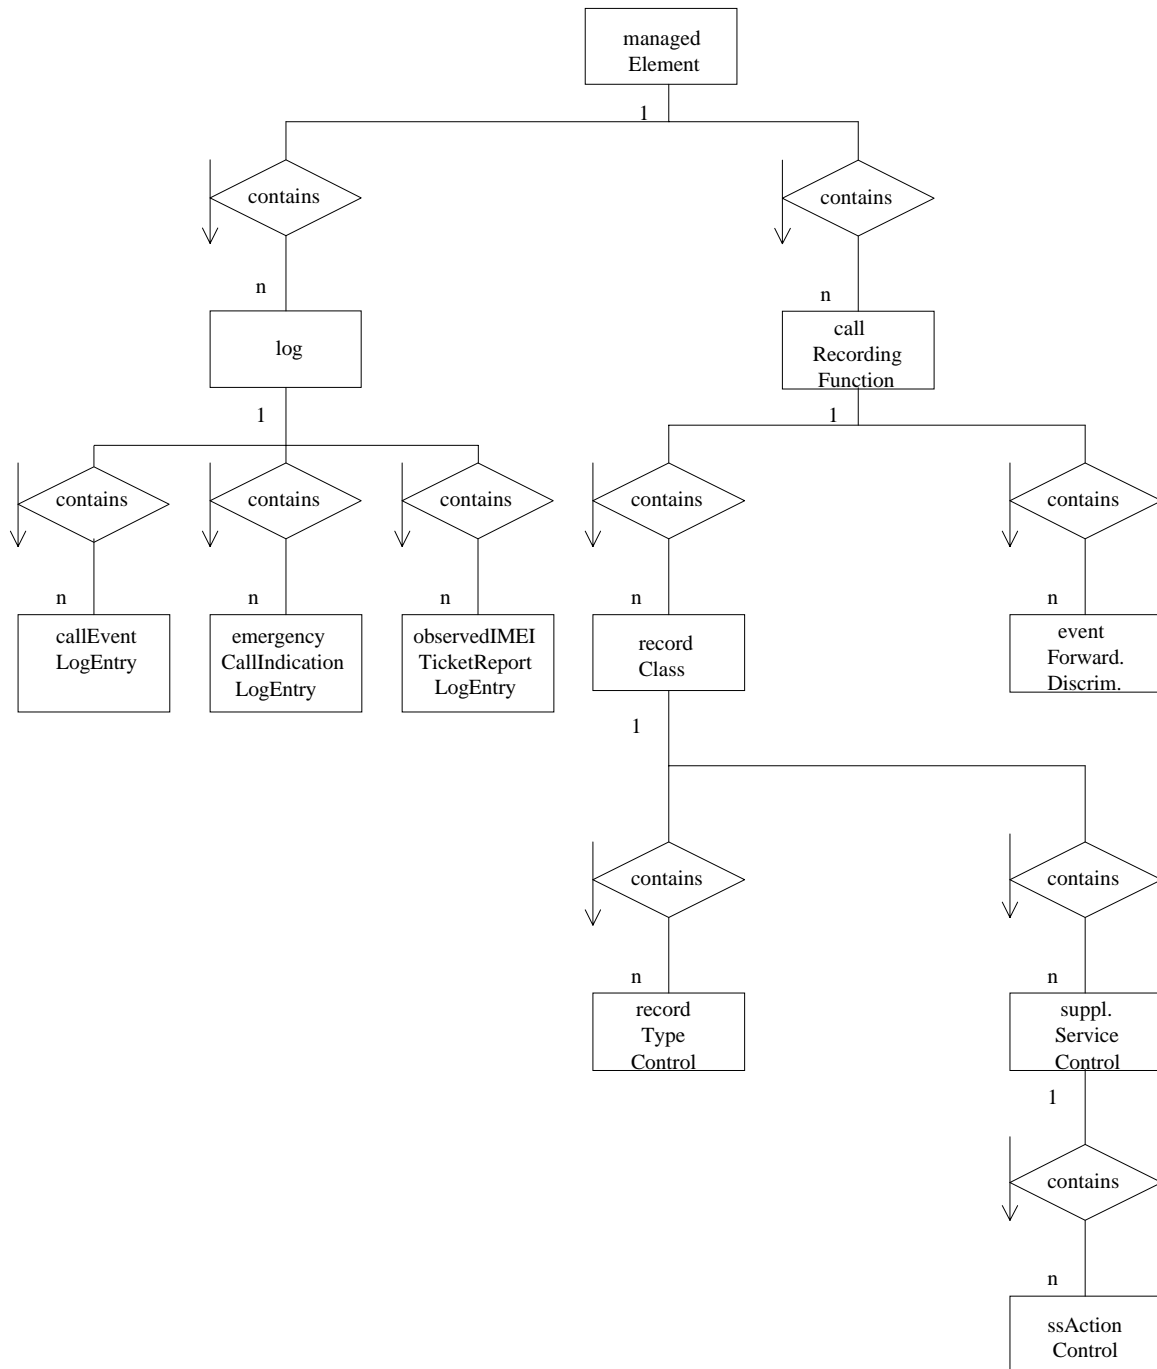 managed
Element
1
contains
contains
n
n
log
call
Recording
Function
1
1
contains
contains
contains
contains
contains
n
n
n
n
n
callEvent
LogEntry
emergency
CallIndication
LogEntry
observedIMEI
TicketReport
LogEntry
record
Class
event
Forward.
Discrim.
1
contains
contains
n
n
record
Type
Control
suppl.
Service
Control
1
contains
n
ssAction
Control